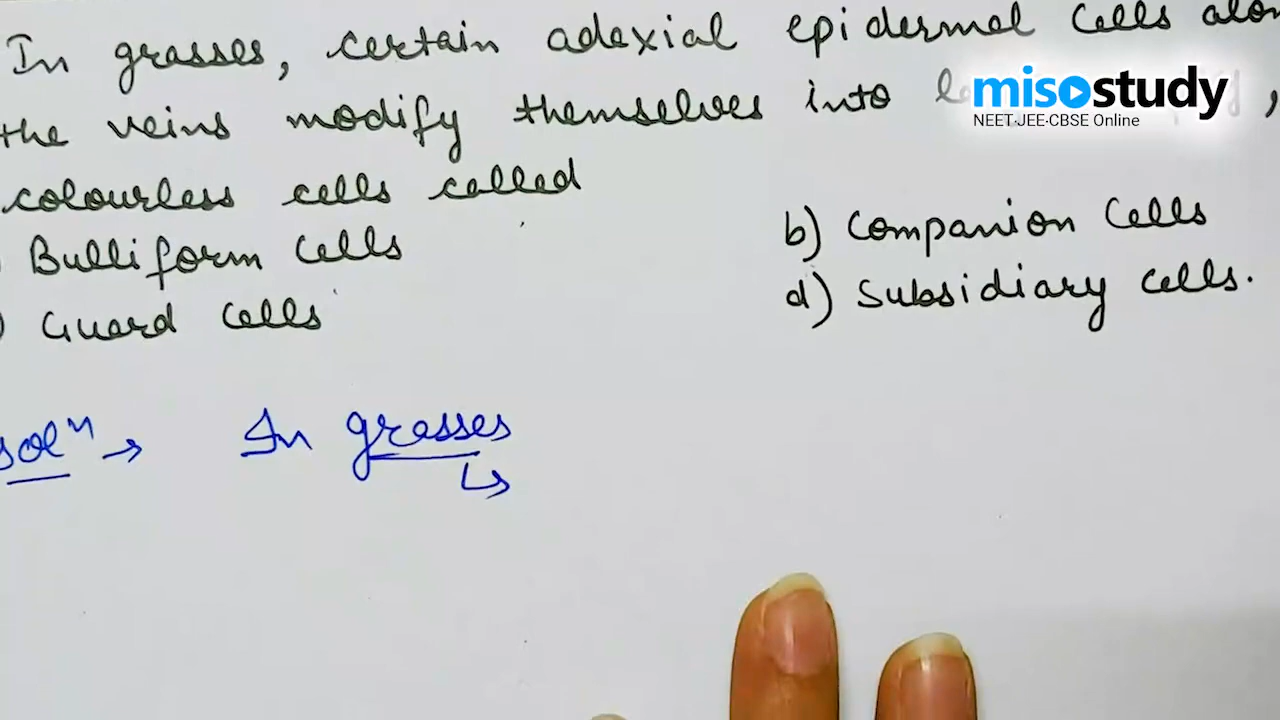 In grasses, certain adaxial epidermal cells alon
the veins modify themselves into
misostudy
NEET-JEE-CBSE Online
colourless cells called
Bulliform cells
b) Companion Cells
) Guard cells
d) Subsidiary cells.
solⁿ → In grasses
↳